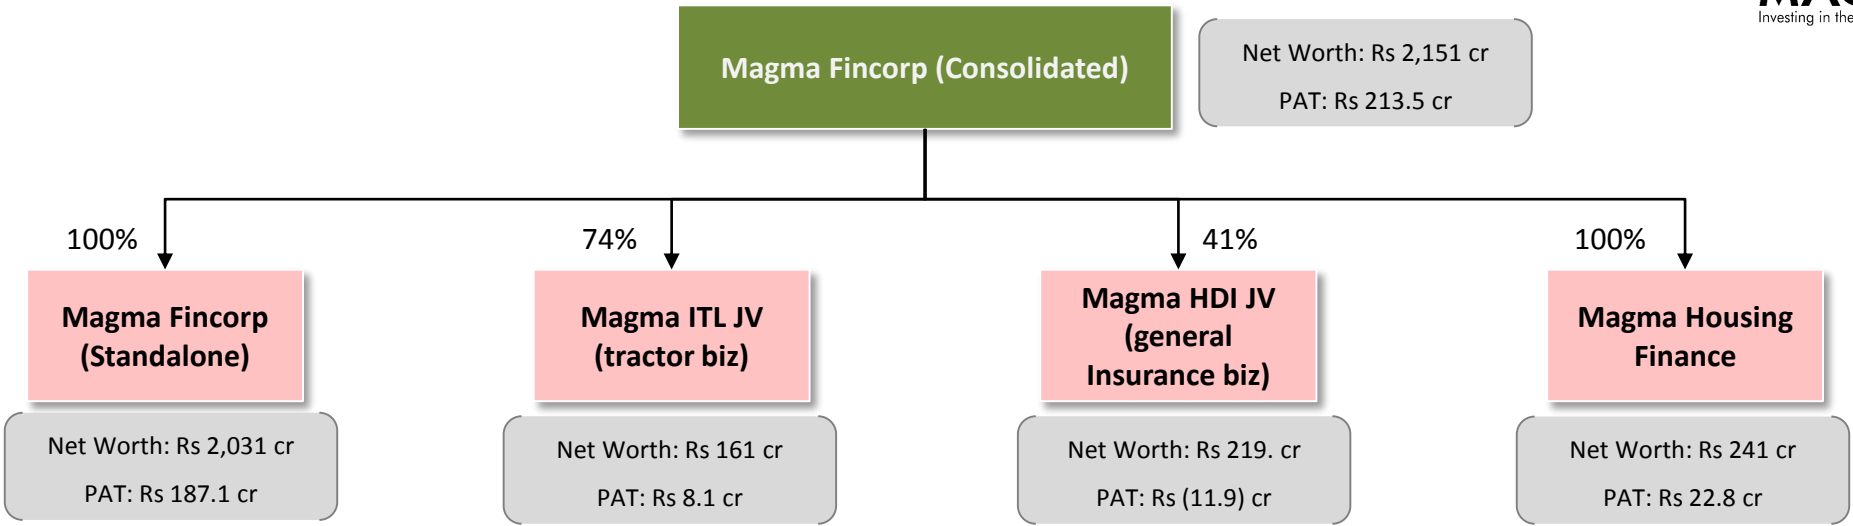 Investing in the
Magma Fincorp (Consolidated)
Net Worth: Rs 2,151 cr
PAT: Rs 213.5 cr
100%
74%
41%
100%
Magma Fincorp
(Standalone)
Magma ITL JV
(tractor biz)
Magma HDI JV
(general
Insurance biz)
Magma Housing
Finance
Net Worth: Rs 2,031 cr
PAT: Rs 187.1 cr
Net Worth: Rs 161 cr
PAT: Rs 8.1 cr
Net Worth: Rs 219. cr
PAT: Rs (11.9) cr
Net Worth: Rs 241 cr
PAT: Rs 22.8 cr